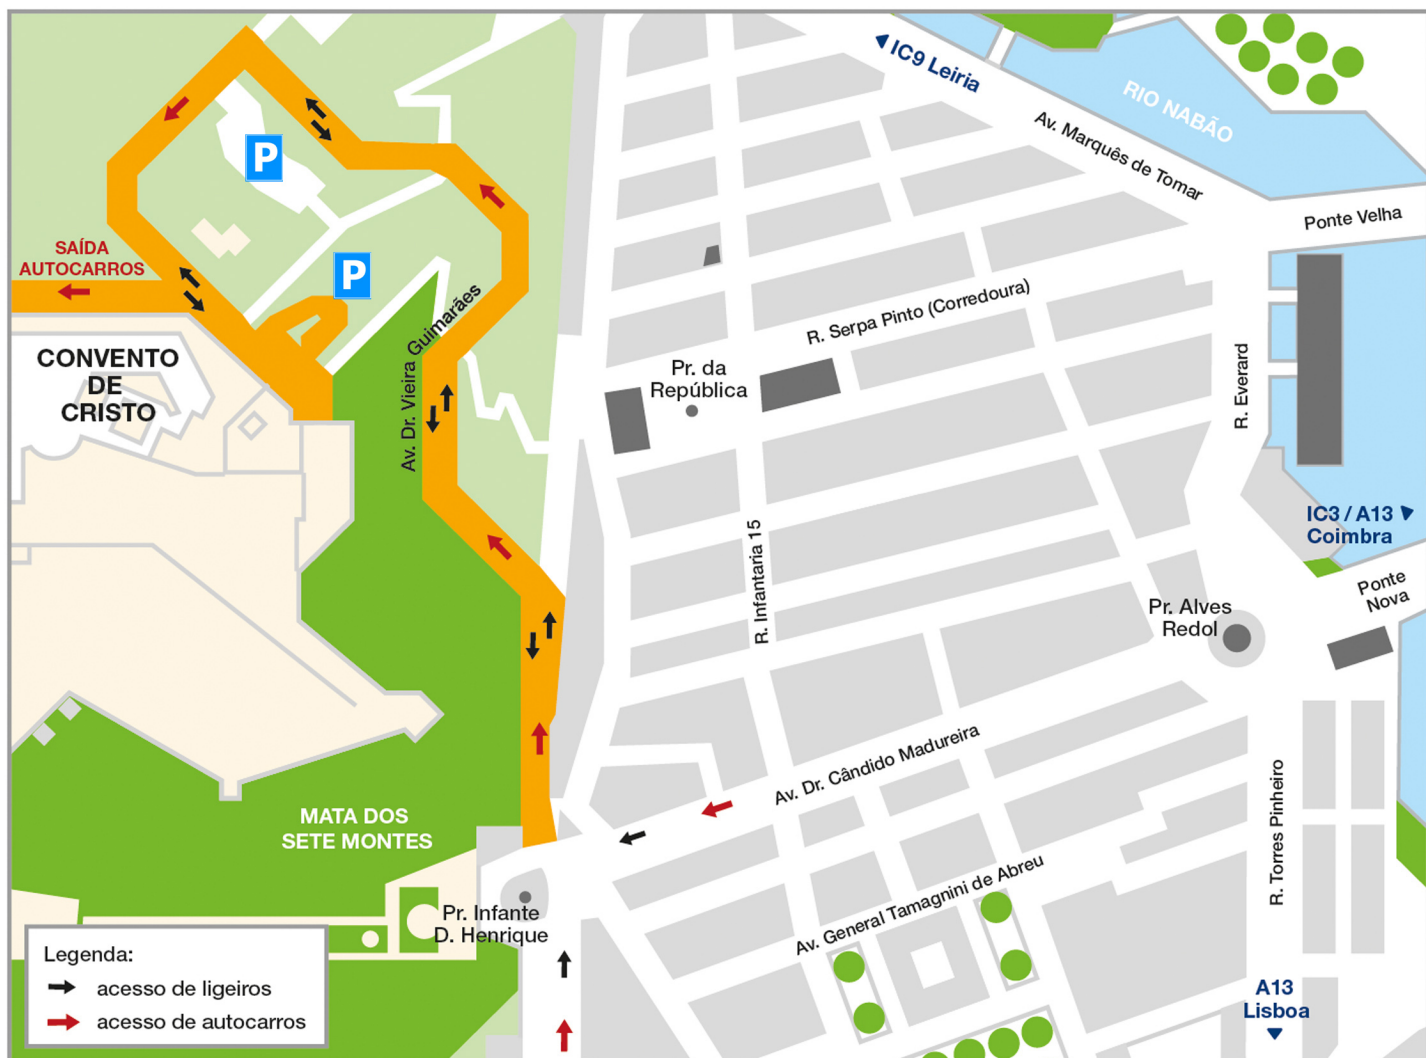 IC9 Leiria
RIO NABÃO
Av. Marquês de Tomar
Ponte Velha
P
P
SAÍDA
AUTOCARROS
Av. Dr. Vieira Guimarães
R. Serpa Pinto (Corredoura)
CONVENTO
DE
CRISTO
Pr. da
República
R. Everard
IC3 / A13
Coimbra
R. Infantaria 15
Ponte
Nova
Pr. Alves
Redol
Av. Dr. Cândido Madureira
MATA DOS
SETE MONTES
R. Torres Pinheiro
Av. General Tamagnini de Abreu
Pr. Infante
D. Henrique
A13
Lisboa
Legenda:
acesso de ligeiros
acesso de autocarros